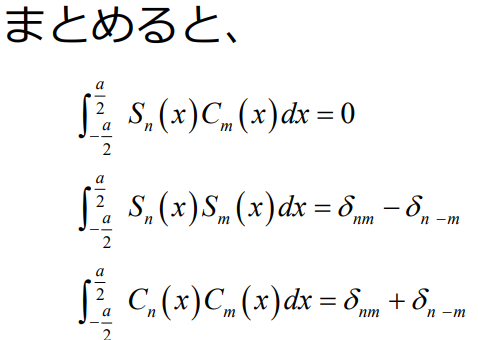 まとめると、
∫_{-a/2}^{a/2} S_n(x)C_m(x)dx = 0
∫_{-a/2}^{a/2} S_n(x)S_m(x)dx = δ_{nm} − δ_{n −m}
∫_{-a/2}^{a/2} C_n(x)C_m(x)dx = δ_{nm} + δ_{n −m}